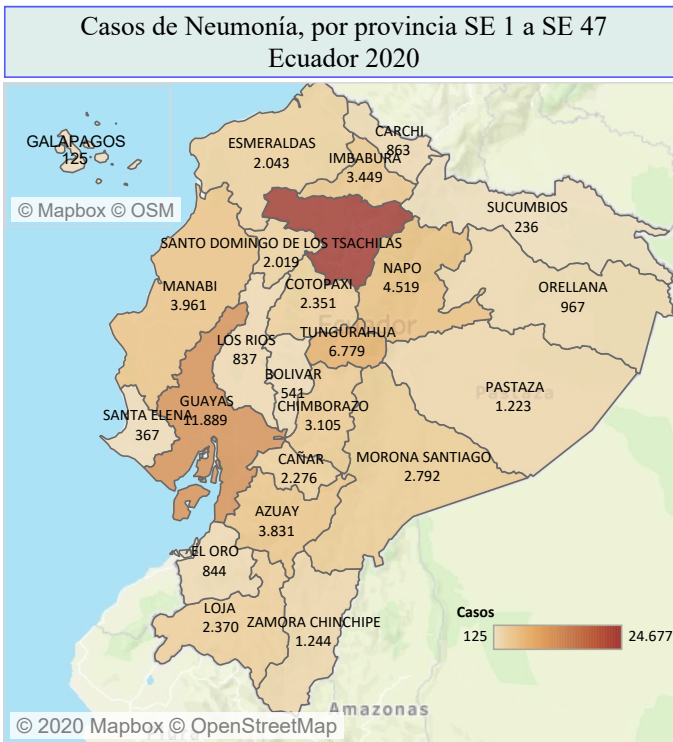 Casos de Neumonía, por provincia SE 1 a SE 47
Ecuador 2020
GALAPAGOS
125
© Mapbox © OSM
ESMERALDAS
2.043
CARCHI
863
IMBABURA
3.449
SUCUMBIOS
236
SANTO DOMINGO DE LOS TSACHILAS
2.019
NAPO
4.519
ORELLANA
967
MANABI
3.961
COTOPAXI
2.351
Ecuador
LOS RIOS
837
TUNGURAHUA
6.779
BOLIVAR
541
PASTAZA
1.223
Pastaza
GUAYAS
11.889
SANTA ELENA
367
CHIMBORAZO
3.105
CAÑAR
2.276
MORONA SANTIAGO
2.792
AZUAY
3.831
EL ORO
844
LOJA
2.370
ZAMORA CHINCHIPE
1.244
Casos
125
24.677
Amazonas
© 2020 Mapbox © OpenStreetMap